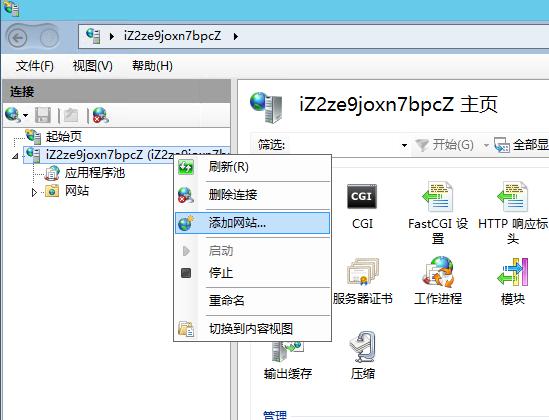 iZ2ze9joxn7bpcZ
文件(F) 视图(V) 帮助(H)
连接
起始页
iZ2ze9joxn7bpcZ (iZ2ze9joxn7b
应用程序池
网站
刷新(R)
删除连接
添加网站...
启动
停止
重命名
切换到内容视图
iZ2ze9joxn7bpcZ 主页
筛选: 开始(G) 全部显
CGI
CGI
FastCGI 设
置
HTTP 响应标
头
服务器证书
工作进程
模块
输出缓存
压缩
管理